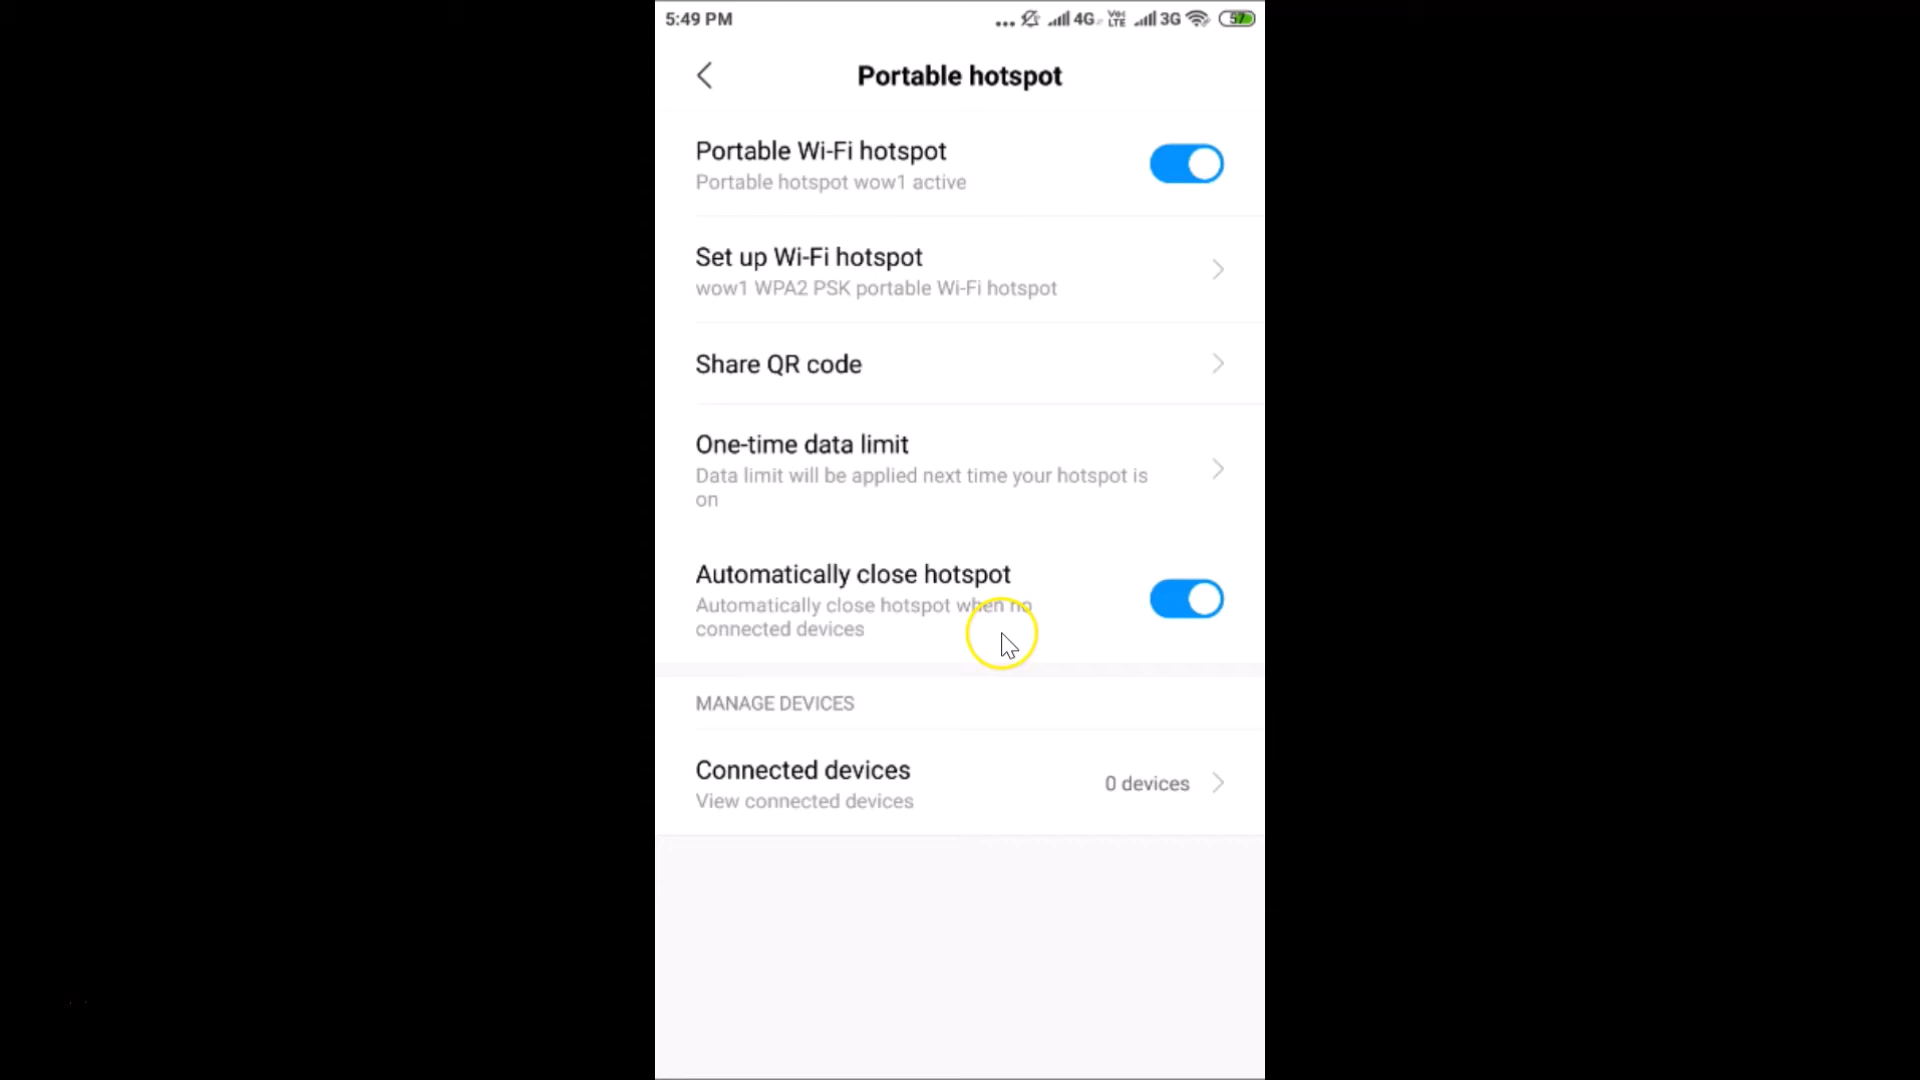 5:49 PM
... 4G Vo LTE 3G 57
Portable hotspot
Portable Wi-Fi hotspot
Portable hotspot wow1 active
Set up Wi-Fi hotspot
wow1 WPA2 PSK portable Wi-Fi hotspot
Share QR code
One-time data limit
Data limit will be applied next time your hotspot is
on
Automatically close hotspot
Automatically close hotspot when no
connected devices
MANAGE DEVICES
Connected devices
0 devices
View connected devices